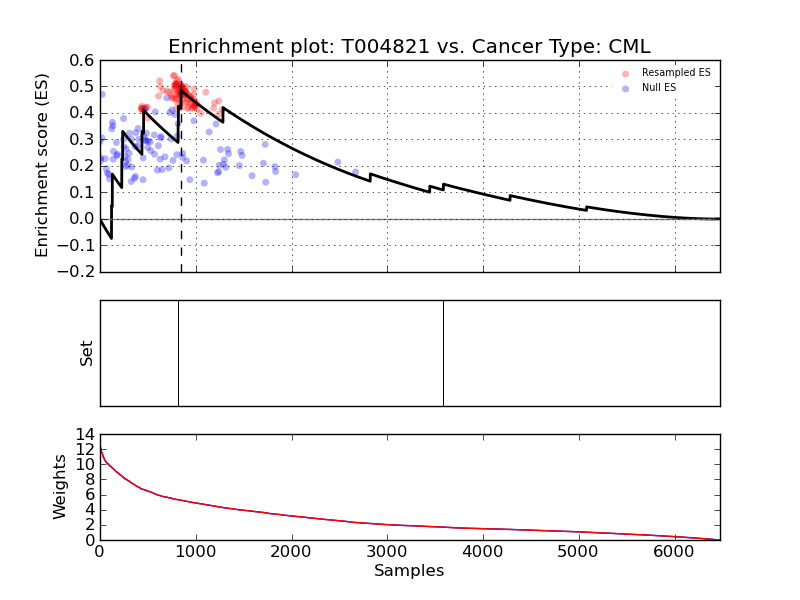 Enrichment plot: T004821 vs. Cancer Type: CML
Enrichment score (ES)
0.6
0.5
0.4
0.3
0.2
0.1
0.0
−0.1
−0.2
Resampled ES
Null ES
Set
Weights
14
12
10
8
6
4
2
0
0 1000 2000 3000 4000 5000 6000
Samples